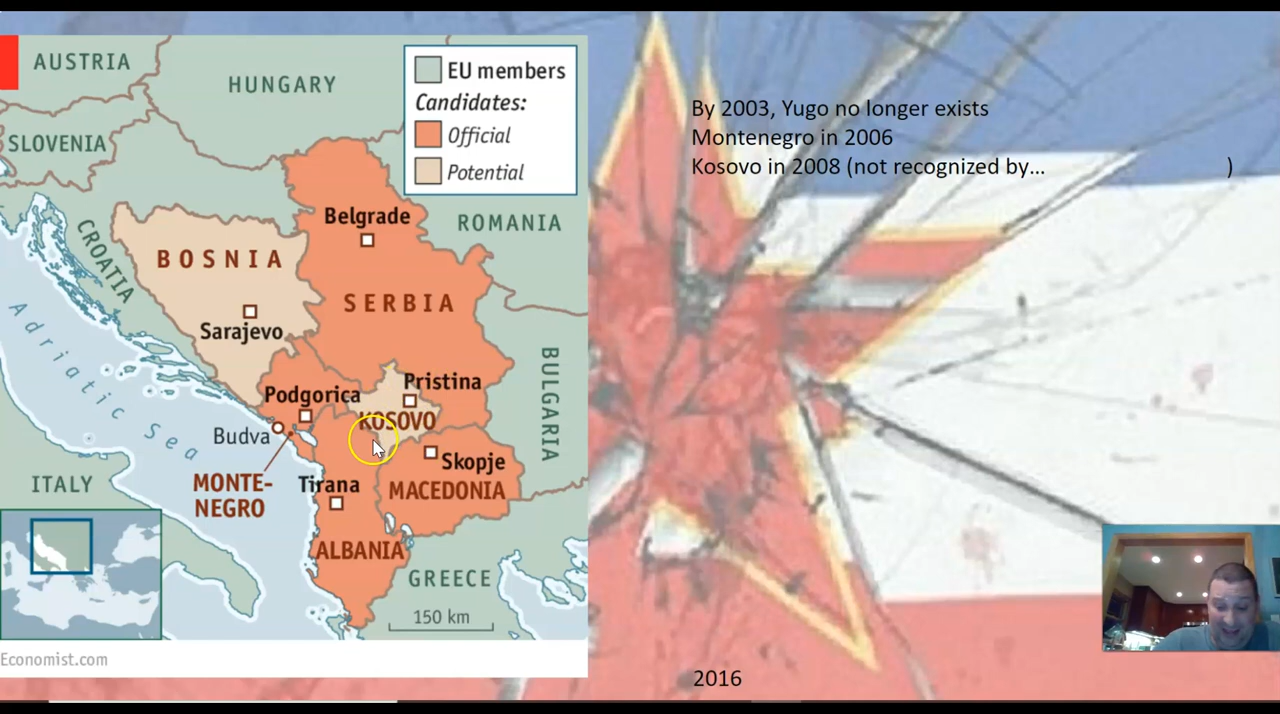 AUSTRIA
HUNGARY
SLOVENIA
CROATIA
ROMANIA
BOSNIA
Sarajevo
Belgrade
SERBIA
Adriatic Sea
Podgorica
Pristina
KOSOVO
BULGARIA
Budva
MONTE-
NEGRO
Skopje
MACEDONIA
Tirana
ITALY
ALBANIA
GREECE
150 km
EU members
Candidates:
Official
Potential
Economist.com
By 2003, Yugo no longer exists
Montenegro in 2006
Kosovo in 2008 (not recognized by… )
2016